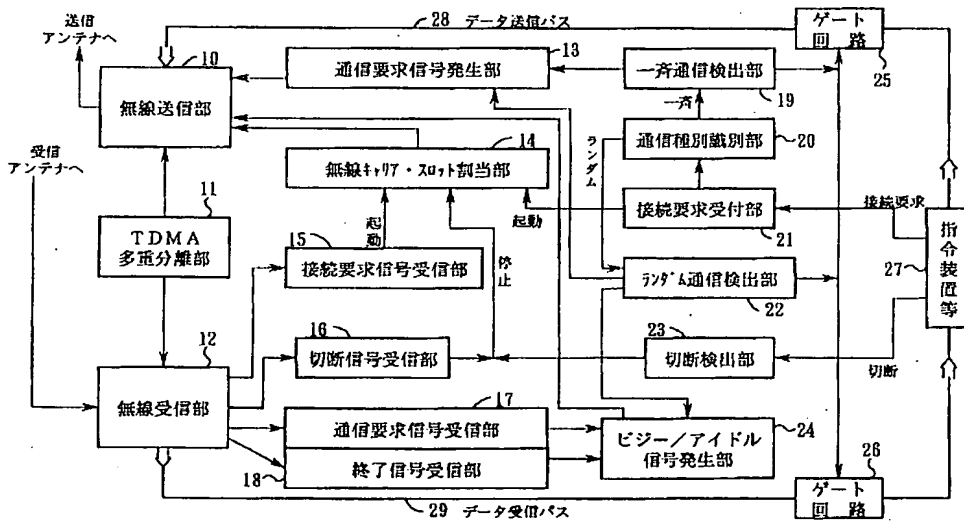 送信
アンテナへ
28 データ送信バス
ゲート
回路
25
10
無線送信部
13
通信要求信号発生部
一斉通信検出部
19
一斉
通信種別識別部
20
ランダム
14
無線キャリア・スロット割当部
受信
アンテナへ
11
TDMA
多重分離部
起動
接続要求受付部
21
接続要求
指令装置等
27
15
起動
接続要求信号受信部
停止
ランダム通信検出部
22
16
切断信号受信部
23
切断検出部
切断
12
無線受信部
17
通信要求信号受信部
18
終了信号受信部
ビジー/アイドル
信号発生部
24
26
ゲート
回路
29 データ受信バス